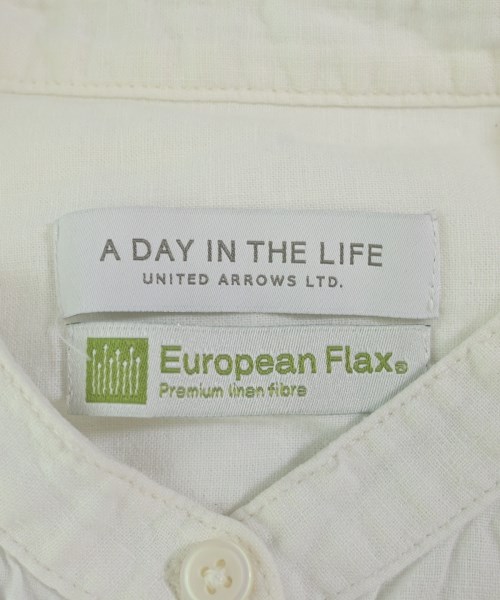 A DAY IN THE LIFE
UNITED ARROWS LTD.
European Flax®
Premium linen fibre